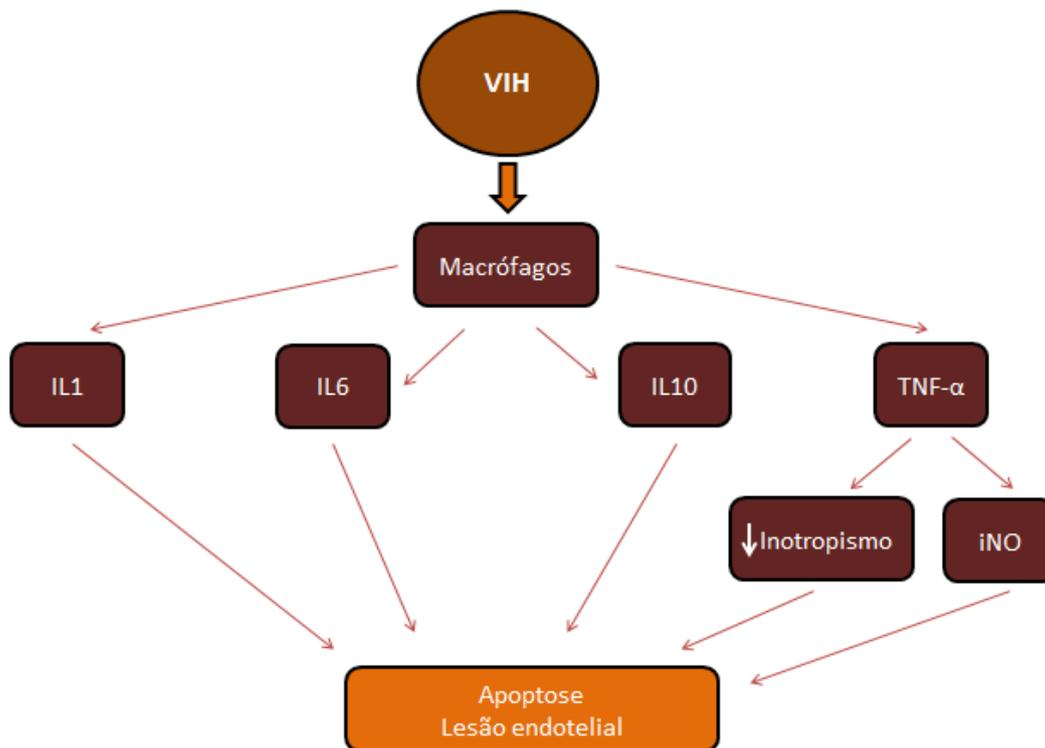 VIH
Macrófagos
IL1
IL6
IL10
TNF-α
↓Inotropismo
iNO
Apoptose
Lesão endotelial